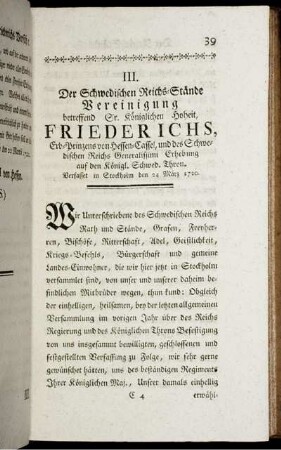 39
III.
Der Schwedischen Reichs-Stände
Vereinigung
betreffend Sr. Königlichen Hoheit,
FRIEDERICHS,
Erb-Prinzens von Hessen-Cassel, und des Schwe-
dischen Reichs Generalissimi Erhebung
auf den Königl. Schwed. Thron.
Verfasset in Stockholm den 24 März 1720.
Wir Unterschriebene des Schwedischen Reichs
Rath und Stände, Grafen, Freyher-
ren, Bischöfe, Ritterschaft, Adel, Geistlichkeit,
Kriegs-Befehls, Bürgerschaft und gemeine
Landes-Einwohner, die wir hier jetzt in Stockholm
versammlet sind, von unser und unserer daheim be-
findlichen Mitbrüder wegen, thun kund: Obgleich
der einhelligen, heilsamen, bey der letzten allgemeinen
Versammlung im vorigen Jahr über des Reichs
Regierung und des Königlichen Throns Befestigung
von uns insgesammt bewilligten, geschlossenen und
festgestellten Verfassung zu Folge, wir sehr gerne
gewünschet hätten, uns des beständigen Regiments
Ihrer Königlichen Maj., Unsrer damals einhellig
C 4
erwähl-